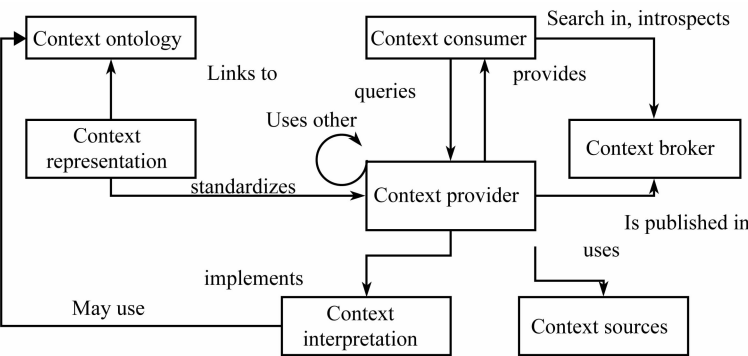 Search in, introspects
Context ontology
Context consumer
Links to
provides
queries
Uses other
Context
representation
Context broker
standardizes
Context provider
Is published in
uses
implements
May use
Context
interpretation
Context sources